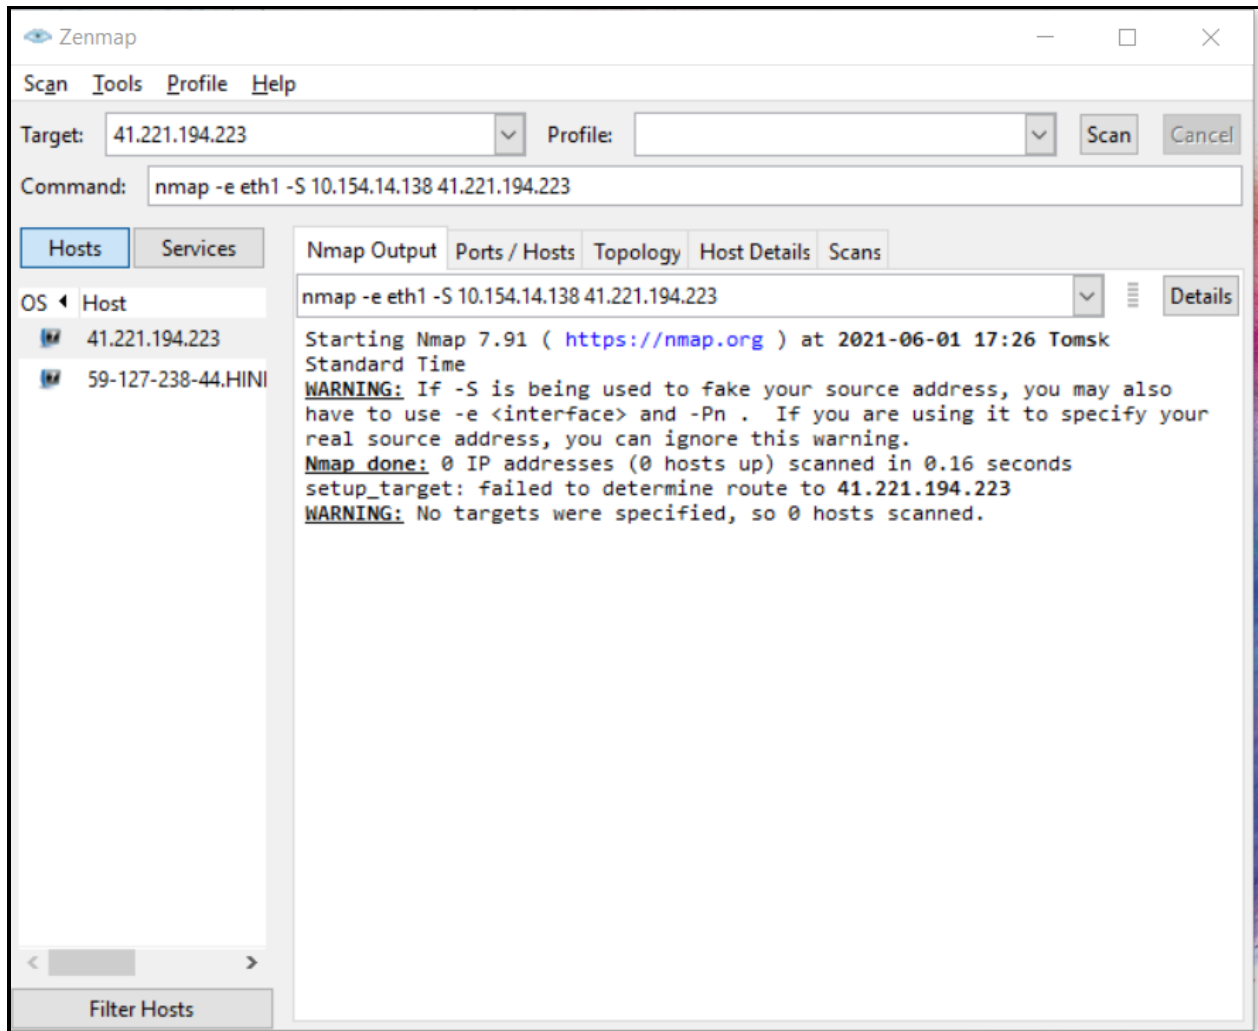 Zenmap
Scan Tools Profile Help
Target: 41.221.194.223 Profile: Scan Cancel
Command: nmap -e eth1 -S 10.154.14.138 41.221.194.223
Hosts Services
Nmap Output Ports / Hosts Topology Host Details Scans
OS Host
41.221.194.223
59-127-238-44.HINI
nmap -e eth1 -S 10.154.14.138 41.221.194.223 Details
Starting Nmap 7.91 ( https://nmap.org ) at 2021-06-01 17:26 Tomsk
Standard Time
WARNING: If -S is being used to fake your source address, you may also
have to use -e <interface> and -Pn .  If you are using it to specify your
real source address, you can ignore this warning.
Nmap done: 0 IP addresses (0 hosts up) scanned in 0.16 seconds
setup_target: failed to determine route to 41.221.194.223
WARNING: No targets were specified, so 0 hosts scanned.
Filter Hosts